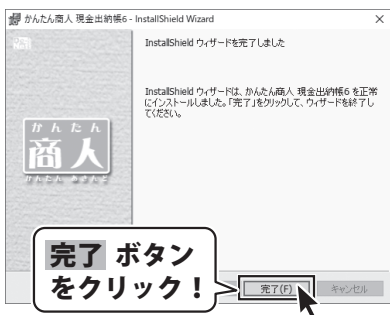 かんたん商人 現金出納帳6 - InstallShield Wizard
InstallShield ウィザードを完了しました
InstallShield ウィザードは、かんたん商人 現金出納帳6 を正常
にインストールしました。「完了」をクリックして、ウィザードを終了し
てください。
かんたん
商人
完了 ボタン
をクリック！
完了(F)
キャンセル